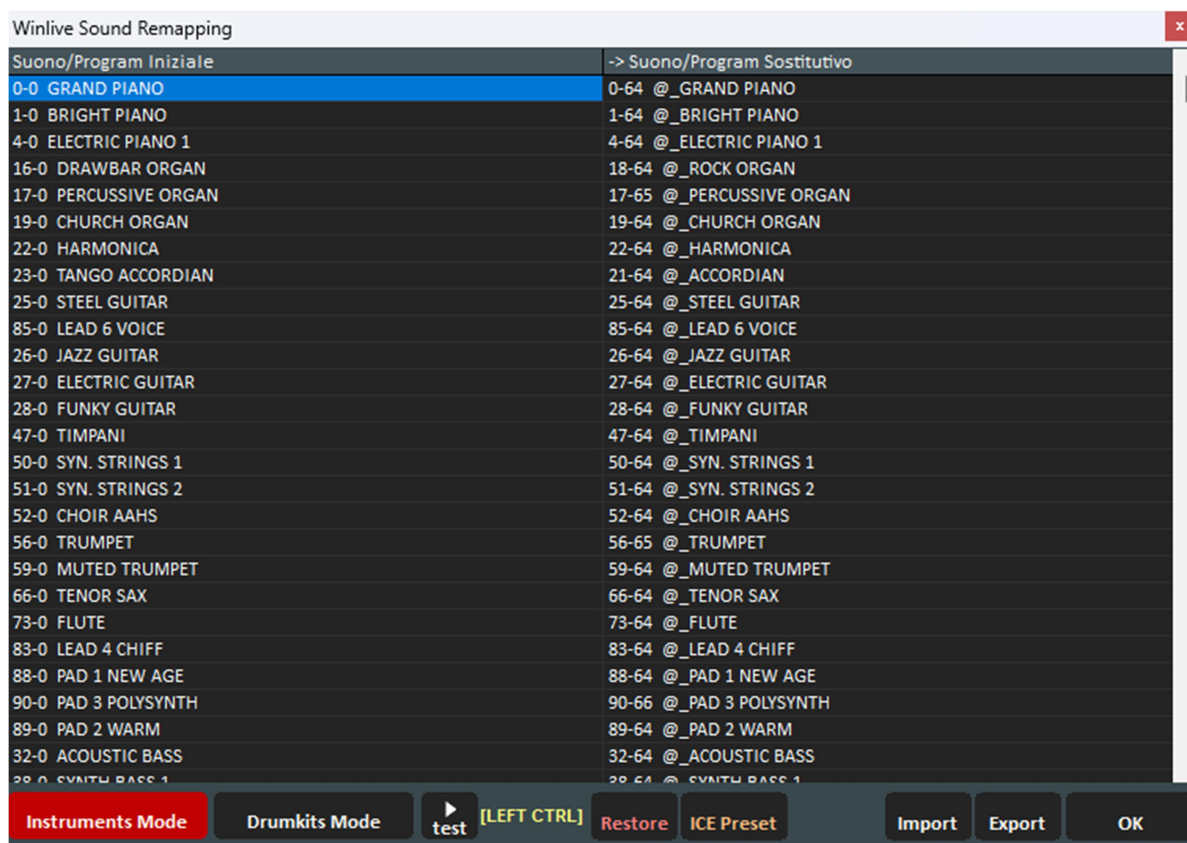 Winlive Sound Remapping x
Suono/Program Iniziale -> Suono/Program Sostitutivo
0-0 GRAND PIANO 0-64 @_GRAND PIANO
1-0 BRIGHT PIANO 1-64 @_BRIGHT PIANO
4-0 ELECTRIC PIANO 1 4-64 @_ELECTRIC PIANO 1
16-0 DRAWBAR ORGAN 18-64 @_ROCK ORGAN
17-0 PERCUSSIVE ORGAN 17-65 @_PERCUSSIVE ORGAN
19-0 CHURCH ORGAN 19-64 @_CHURCH ORGAN
22-0 HARMONICA 22-64 @_HARMONICA
23-0 TANGO ACCORDIAN 21-64 @_ACCORDIAN
25-0 STEEL GUITAR 25-64 @_STEEL GUITAR
85-0 LEAD 6 VOICE 85-64 @_LEAD 6 VOICE
26-0 JAZZ GUITAR 26-64 @_JAZZ GUITAR
27-0 ELECTRIC GUITAR 27-64 @_ELECTRIC GUITAR
28-0 FUNKY GUITAR 28-64 @_FUNKY GUITAR
47-0 TIMPANI 47-64 @_TIMPANI
50-0 SYN. STRINGS 1 50-64 @_SYN. STRINGS 1
51-0 SYN. STRINGS 2 51-64 @_SYN. STRINGS 2
52-0 CHOIR AAHS 52-64 @_CHOIR AAHS
56-0 TRUMPET 56-65 @_TRUMPET
59-0 MUTED TRUMPET 59-64 @_MUTED TRUMPET
66-0 TENOR SAX 66-64 @_TENOR SAX
73-0 FLUTE 73-64 @_FLUTE
83-0 LEAD 4 CHIFF 83-64 @_LEAD 4 CHIFF
88-0 PAD 1 NEW AGE 88-64 @_PAD 1 NEW AGE
90-0 PAD 3 POLYSYNTH 90-66 @_PAD 3 POLYSYNTH
89-0 PAD 2 WARM 89-64 @_PAD 2 WARM
32-0 ACOUSTIC BASS 32-64 @_ACOUSTIC BASS
38-0 SYNTH BASS 1 38-64 @_SYNTH BASS 1
Instruments Mode Drumkits Mode test [LEFT CTRL] Restore ICE Preset Import Export OK